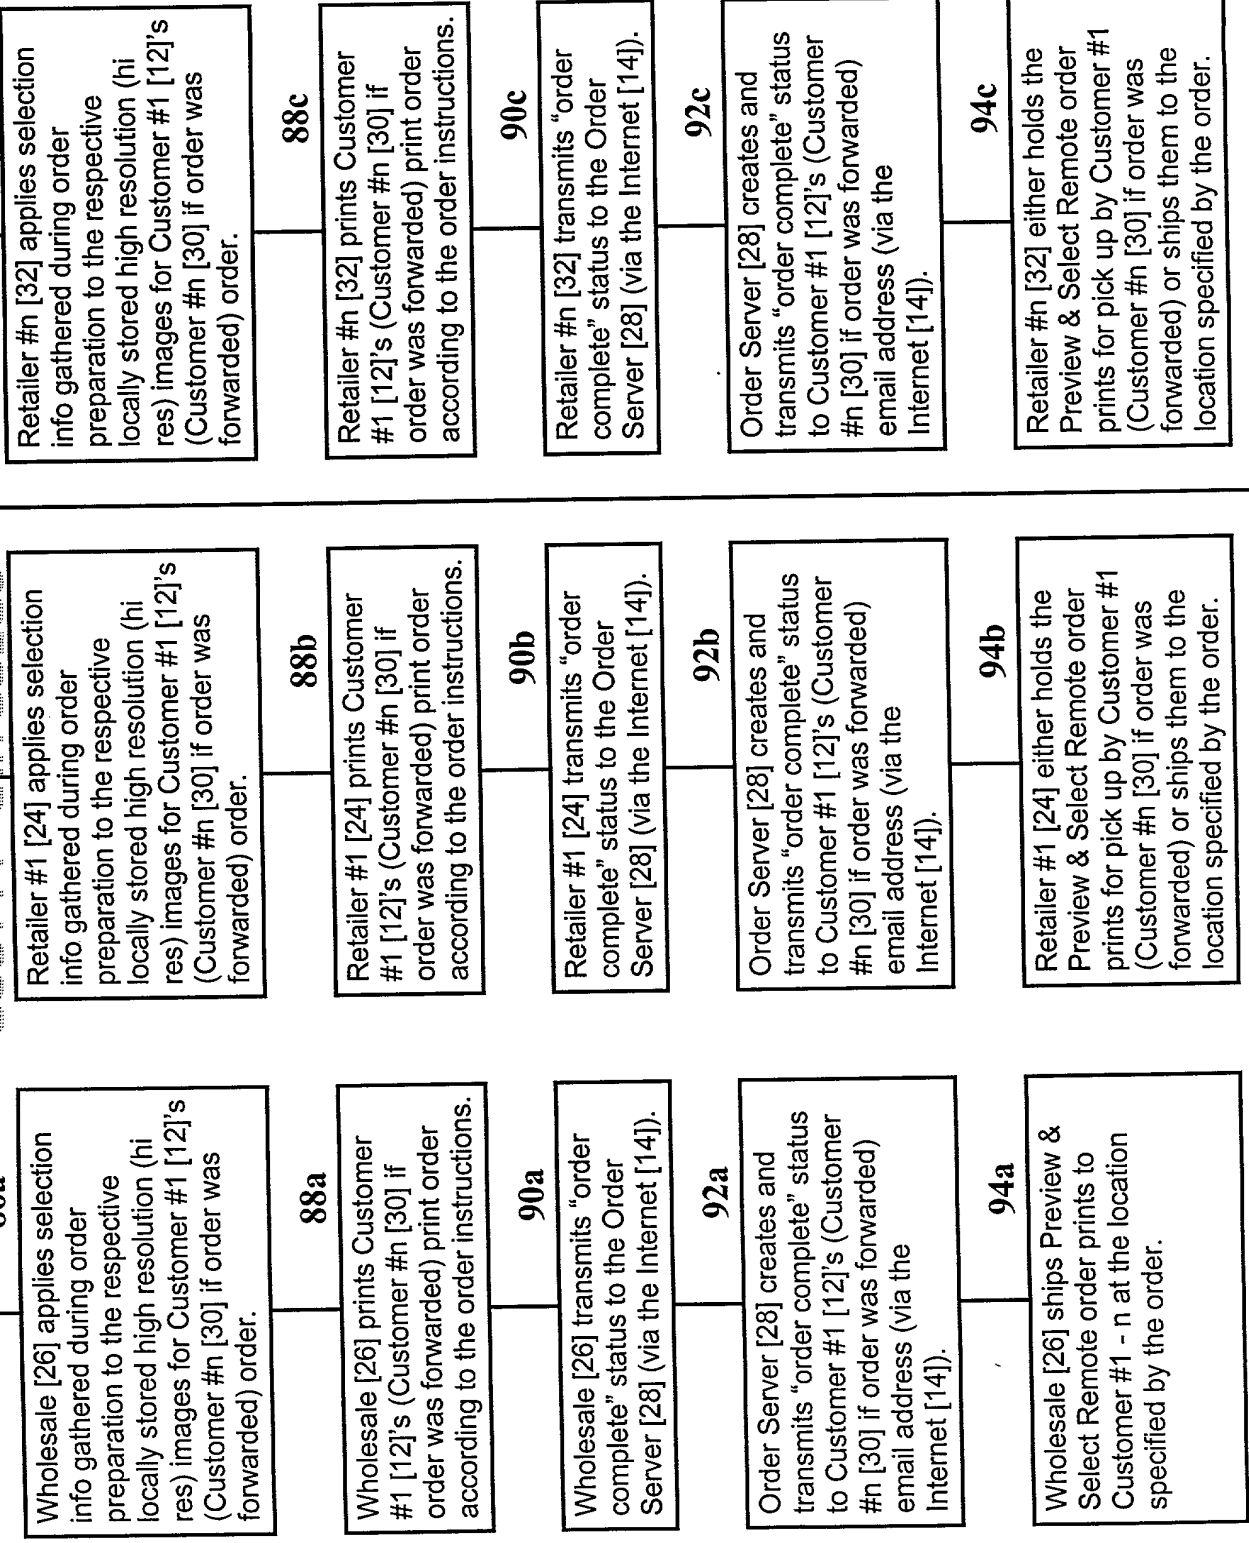 86a
Wholesale [26] applies selection
info gathered during order
preparation to the respective
locally stored high resolution (hi
res) images for Customer #1 [12]'s
(Customer #n [30] if order was
forwarded) order.
88a
Wholesale [26] prints Customer
#1 [12]'s (Customer #n [30] if
order was forwarded) print order
according to the order instructions.
90a
Wholesale [26] transmits “order
complete” status to the Order
Server [28] (via the Internet [14]).
92a
Order Server [28] creates and
transmits “order complete” status
to Customer #1 [12]'s (Customer
#n [30] if order was forwarded)
email address (via the
Internet [14]).
94a
Wholesale [26] ships Preview &
Select Remote order prints to
Customer #1 - n at the location
specified by the order.
Retailer #1 [24] applies selection
info gathered during order
preparation to the respective
locally stored high resolution (hi
res) images for Customer #1 [12]'s
(Customer #n [30] if order was
forwarded) order.
88b
Retailer #1 [24] prints Customer
#1 [12]'s (Customer #n [30] if
order was forwarded) print order
according to the order instructions.
90b
Retailer #1 [24] transmits “order
complete” status to the Order
Server [28] (via the Internet [14]).
92b
Order Server [28] creates and
transmits “order complete” status
to Customer #1 [12]'s (Customer
#n [30] if order was forwarded)
email address (via the
Internet [14]).
94b
Retailer #1 [24] either holds the
Preview & Select Remote order
prints for pick up by Customer #1
(Customer #n [30] if order was
forwarded) or ships them to the
location specified by the order.
Retailer #n [32] applies selection
info gathered during order
preparation to the respective
locally stored high resolution (hi
res) images for Customer #1 [12]'s
(Customer #n [30] if order was
forwarded) order.
88c
Retailer #n [32] prints Customer
#1 [12]'s (Customer #n [30] if
order was forwarded) print order
according to the order instructions.
90c
Retailer #n [32] transmits “order
complete” status to the Order
Server [28] (via the Internet [14]).
92c
Order Server [28] creates and
transmits “order complete” status
to Customer #1 [12]'s (Customer
#n [30] if order was forwarded)
email address (via the
Internet [14]).
94c
Retailer #n [32] either holds the
Preview & Select Remote order
prints for pick up by Customer #1
(Customer #n [30] if order was
forwarded) or ships them to the
location specified by the order.